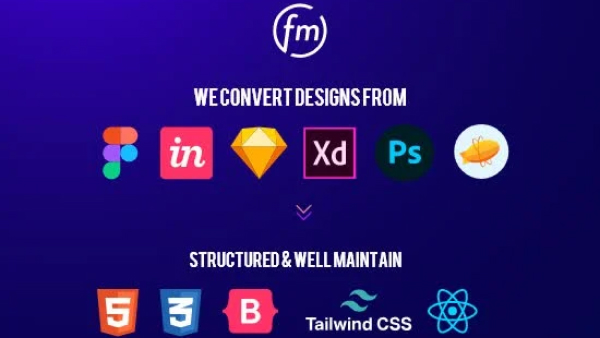 fm
WE CONVERT DESIGNS FROM
in Xd Ps
STRUCTURED & WELL MAINTAIN
5 3 B Tailwind CSS